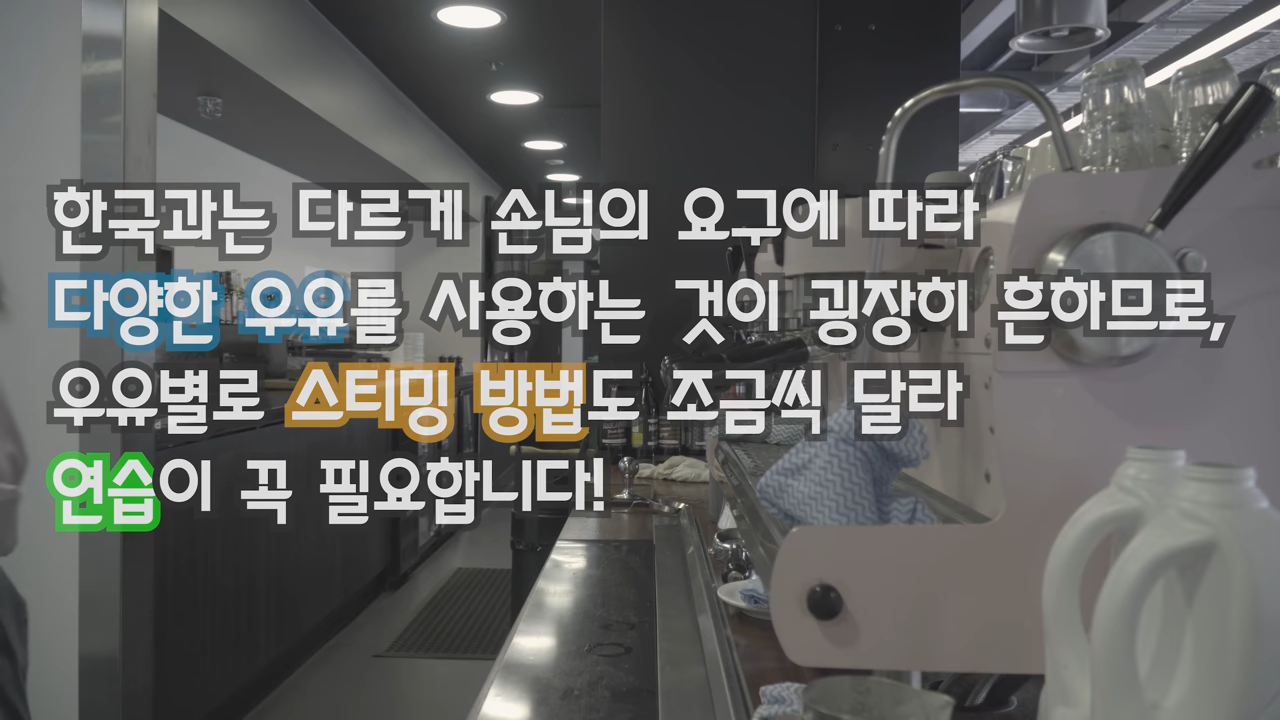 한국과는 다르게 손님의 요구에 따라
다양한 우유를 사용하는 것이 굉장히 흔하므로,
우유별로 스티밍 방법도 조금씩 달라
연습이 꼭 필요합니다!